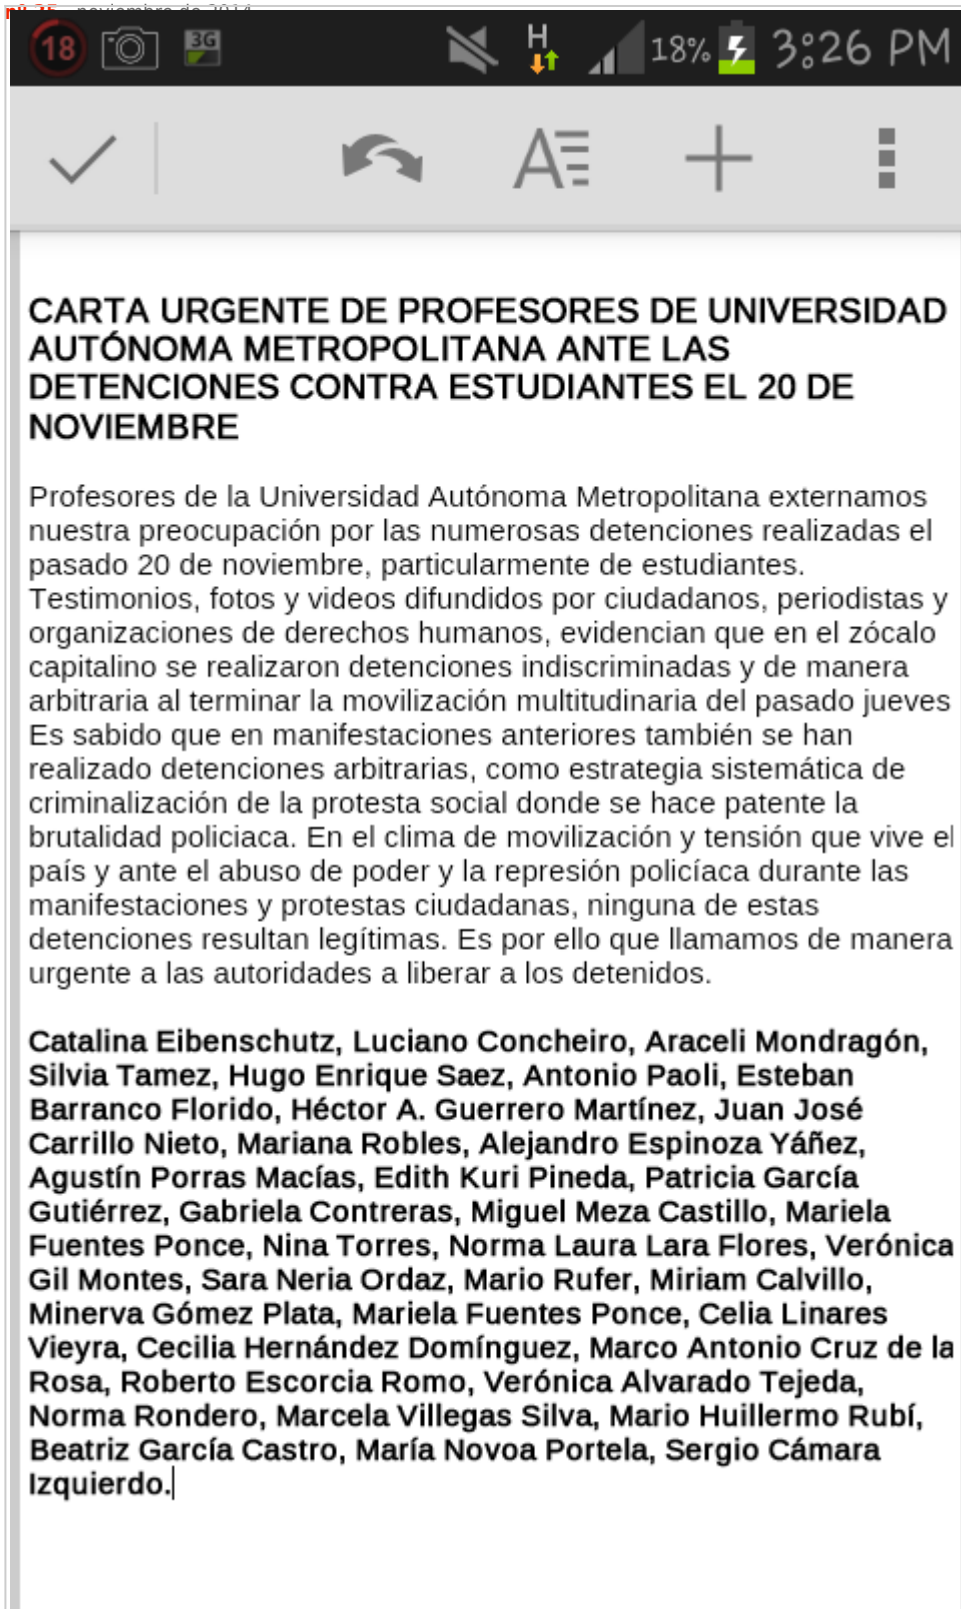 nº 35 noviembre de 2014
18 3G H 18% 3:26 PM
CARTA URGENTE DE PROFESORES DE UNIVERSIDAD
AUTÓNOMA METROPOLITANA ANTE LAS
DETENCIONES CONTRA ESTUDIANTES EL 20 DE
NOVIEMBRE
Profesores de la Universidad Autónoma Metropolitana externamos
nuestra preocupación por las numerosas detenciones realizadas el
pasado 20 de noviembre, particularmente de estudiantes.
Testimonios, fotos y videos difundidos por ciudadanos, periodistas y
organizaciones de derechos humanos, evidencian que en el zócalo
capitalino se realizaron detenciones indiscriminadas y de manera
arbitraria al terminar la movilización multitudinaria del pasado jueves
Es sabido que en manifestaciones anteriores también se han
realizado detenciones arbitrarias, como estrategia sistemática de
criminalización de la protesta social donde se hace patente la
brutalidad policiaca. En el clima de movilización y tensión que vive el
país y ante el abuso de poder y la represión policíaca durante las
manifestaciones y protestas ciudadanas, ninguna de estas
detenciones resultan legítimas. Es por ello que llamamos de manera
urgente a las autoridades a liberar a los detenidos.
Catalina Eibenschutz, Luciano Concheiro, Araceli Mondragón,
Silvia Tamez, Hugo Enrique Saez, Antonio Paoli, Esteban
Barranco Florido, Héctor A. Guerrero Martínez, Juan José
Carrillo Nieto, Mariana Robles, Alejandro Espinoza Yáñez,
Agustín Porras Macías, Edith Kuri Pineda, Patricia García
Gutiérrez, Gabriela Contreras, Miguel Meza Castillo, Mariela
Fuentes Ponce, Nina Torres, Norma Laura Lara Flores, Verónica
Gil Montes, Sara Neria Ordaz, Mario Rufer, Miriam Calvillo,
Minerva Gómez Plata, Mariela Fuentes Ponce, Celia Linares
Vieyra, Cecilia Hernández Domínguez, Marco Antonio Cruz de la
Rosa, Roberto Escorcia Romo, Verónica Alvarado Tejeda,
Norma Rondero, Marcela Villegas Silva, Mario Huillermo Rubí,
Beatriz García Castro, María Novoa Portela, Sergio Cámara
Izquierdo.